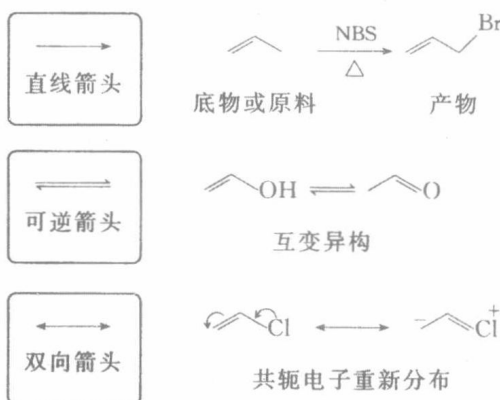 NBS
Br
△
直线箭头
底物或原料
产物
OH
O
可逆箭头
互变异构
Cl
− Cl +
双向箭头
共轭电子重新分布